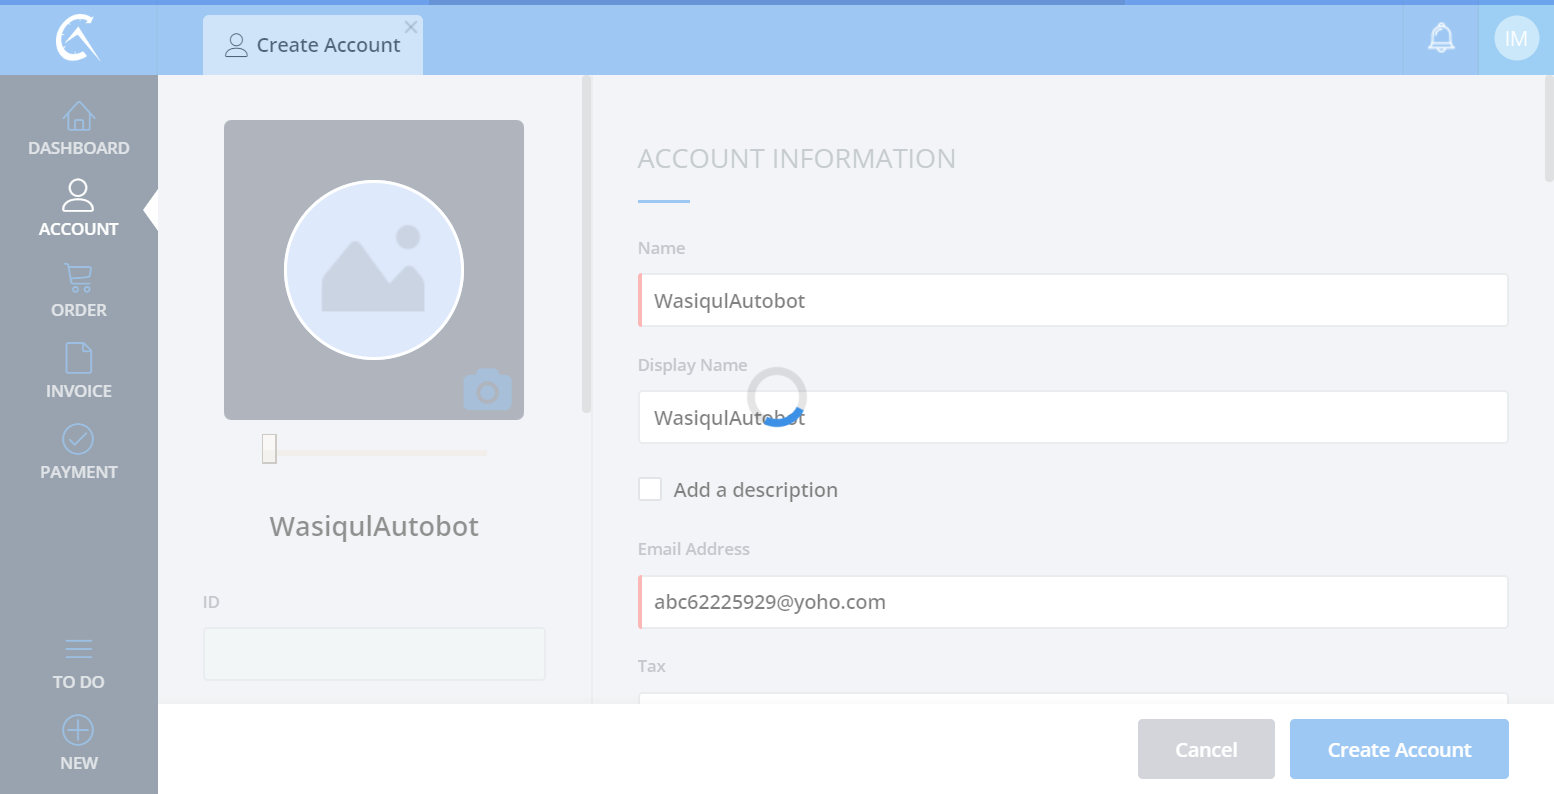 Create Account
IM
DASHBOARD
ACCOUNT
ORDER
INVOICE
PAYMENT
TO DO
NEW
WasiqulAutobot
ID
ACCOUNT INFORMATION
Name
WasiqulAutobot
Display Name
WasiqulAutobot
Add a description
Email Address
abc62225929@yoho.com
Tax
Cancel
Create Account